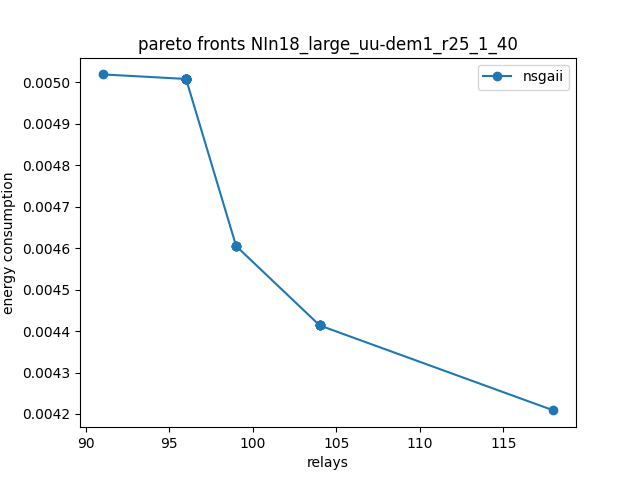 pareto fronts NIn18_large_uu-dem1_r25_1_40
nsgaii
0.0050
0.0049
0.0048
0.0047
0.0046
0.0045
0.0044
0.0043
0.0042
energy consumption
90 95 100 105 110 115
relays